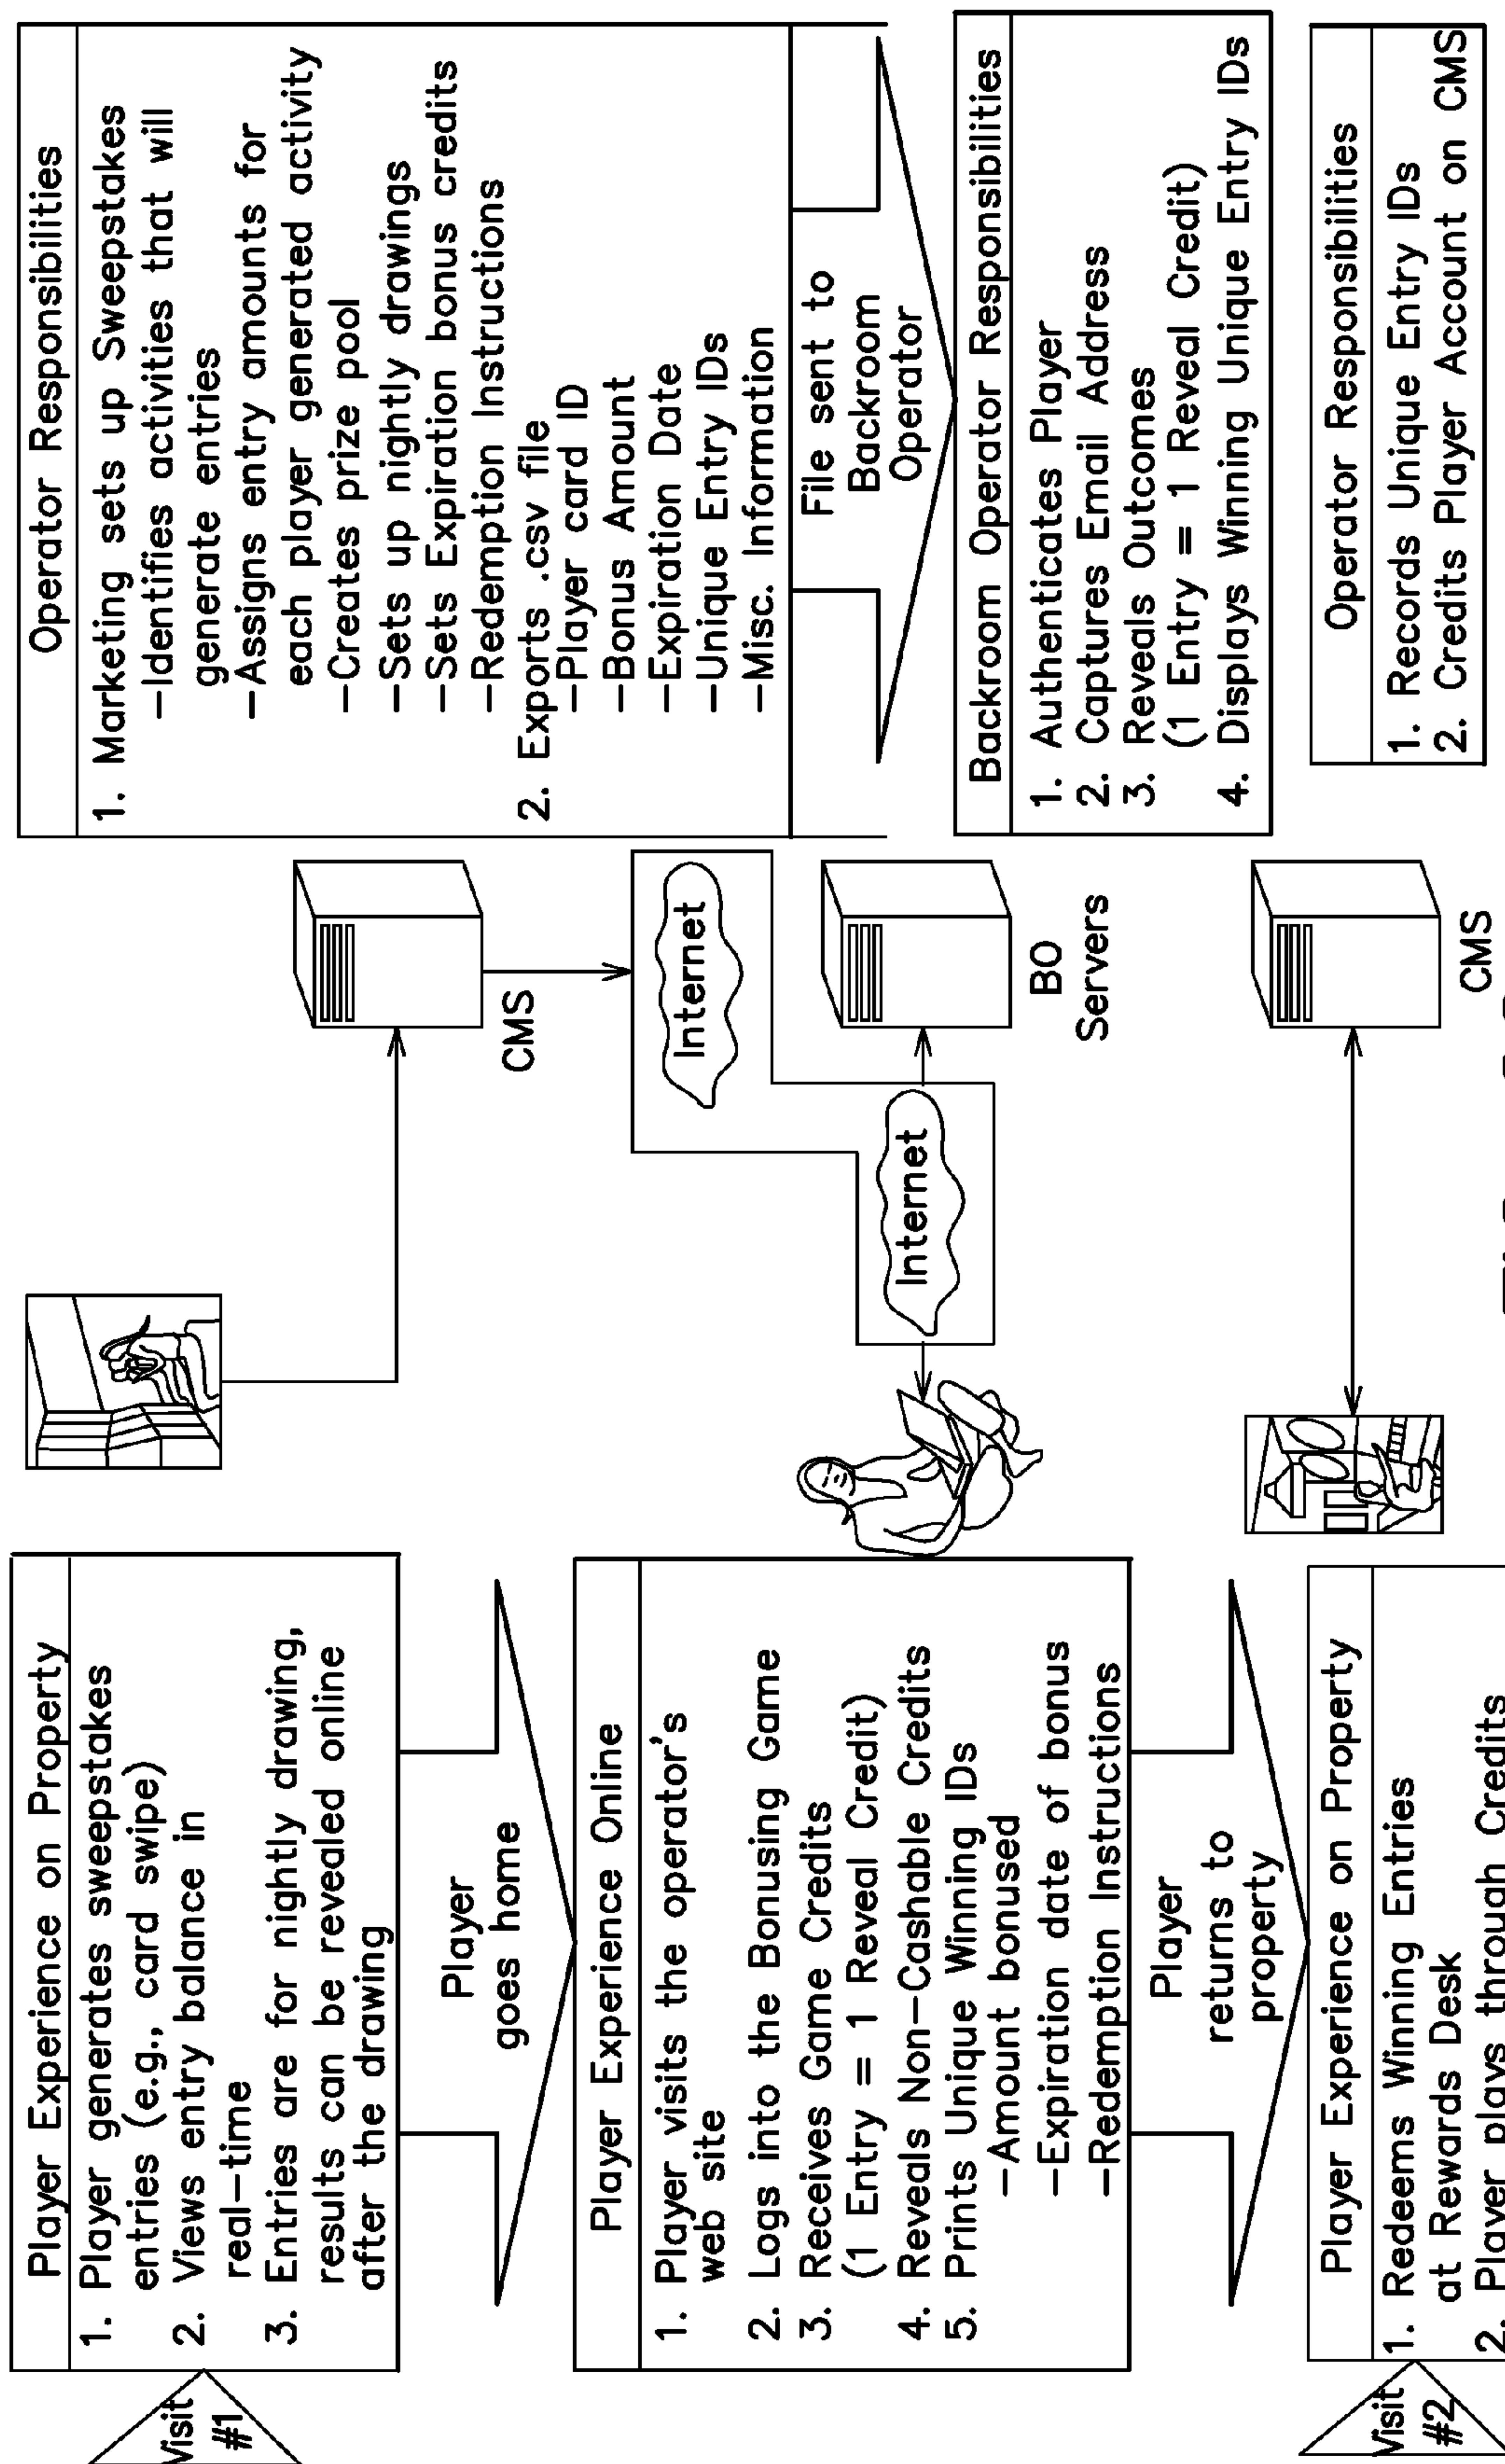 Visit
#1
Player Experience on Property
1. Player generates sweepstakes
entries (e.g., card swipe)
2. Views entry balance in
real-time
3. Entries are for nightly drawing,
results can be revealed online
after the drawing
Player
goes home
Player Experience Online
1. Player visits the operator's
web site
2. Logs into the Bonusing Game
3. Receives Game Credits
(1 Entry = 1 Reveal Credit)
4. Reveals Non-Cashable Credits
5. Prints Unique Winning IDs
-Amount bonused
-Expiration date of bonus
-Redemption Instructions
Player
returns to
property
Visit
#2
Player Experience on Property
1. Redeems Winning Entries
at Rewards Desk
2. Player plays through Credits
CMS
Internet
Internet
BO
Servers
CMS
Operator Responsibilities
1. Marketing sets up Sweepstakes
-Identifies activities that will
generate entries
-Assigns entry amounts for
each player generated activity
-Creates prize pool
-Sets up nightly drawings
-Sets Expiration bonus credits
-Redemption Instructions
2. Exports .csv file
-Player card ID
-Bonus Amount
-Expiration Date
-Unique Entry IDs
-Misc. Information
File sent to
Backroom
Operator
Backroom Operator Responsibilities
1. Authenticates Player
2. Captures Email Address
3. Reveals Outcomes
(1 Entry = 1 Reveal Credit)
4. Displays Winning Unique Entry IDs
Operator Responsibilities
1. Records Unique Entry IDs
2. Credits Player Account on CMS